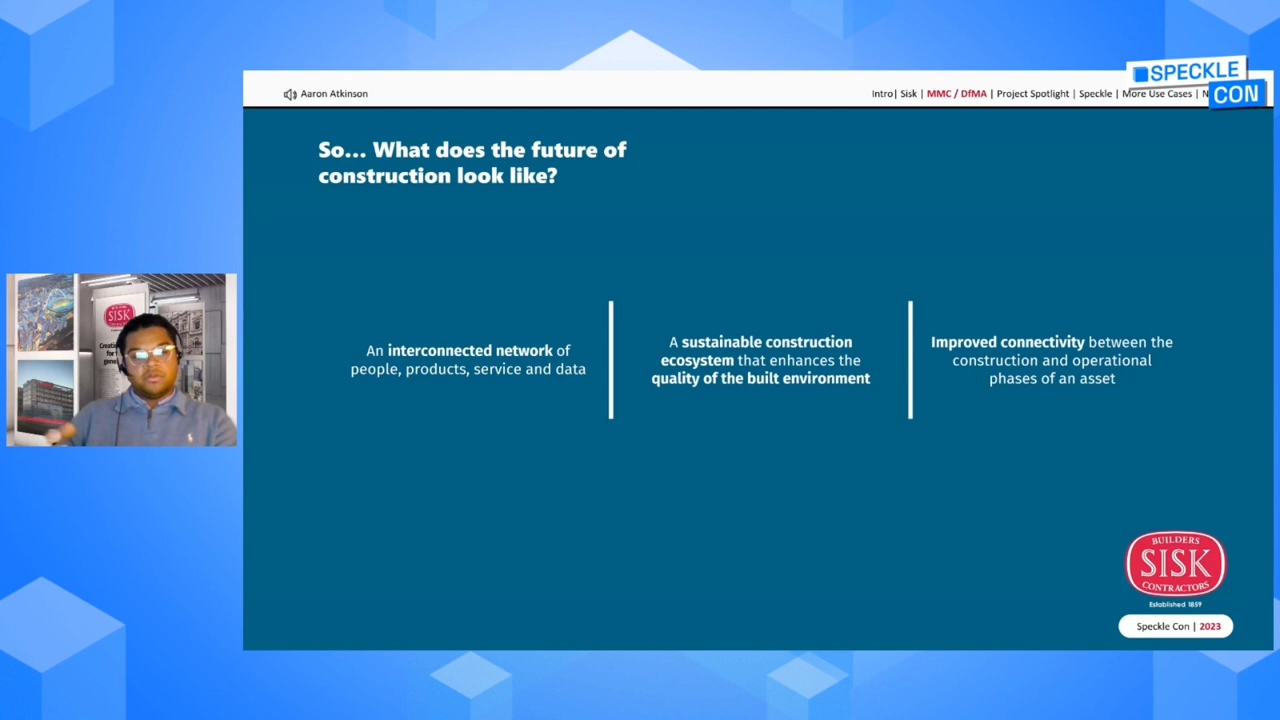 SPECKLE
CON
Aaron Atkinson
Intro| Sisk | MMC / DfMA | Project Spotlight | Speckle | More Use Cases |
So... What does the future of
construction look like?
An interconnected network of
people, products, service and data
A sustainable construction
ecosystem that enhances the
quality of the built environment
Improved connectivity between the
construction and operational
phases of an asset
SISK
BUILDERS
SISK
CONTRACTORS
Established 1859
Speckle Con | 2023